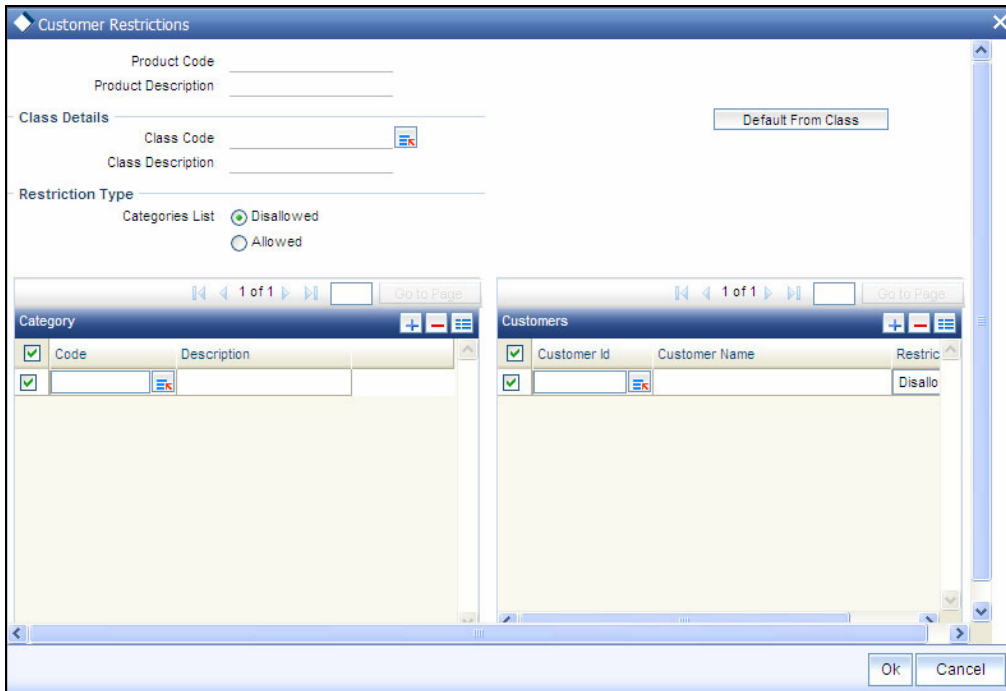 Customer Restrictions
Product Code
Product Description
Class Details
Default From Class
Class Code
Class Description
Restriction Type
Categories List Disallowed
Allowed
1 of 1 Go to Page
1 of 1 Go to Page
Category
Customers
Code Description
Customer Id Customer Name Restric
Disallo
Ok Cancel